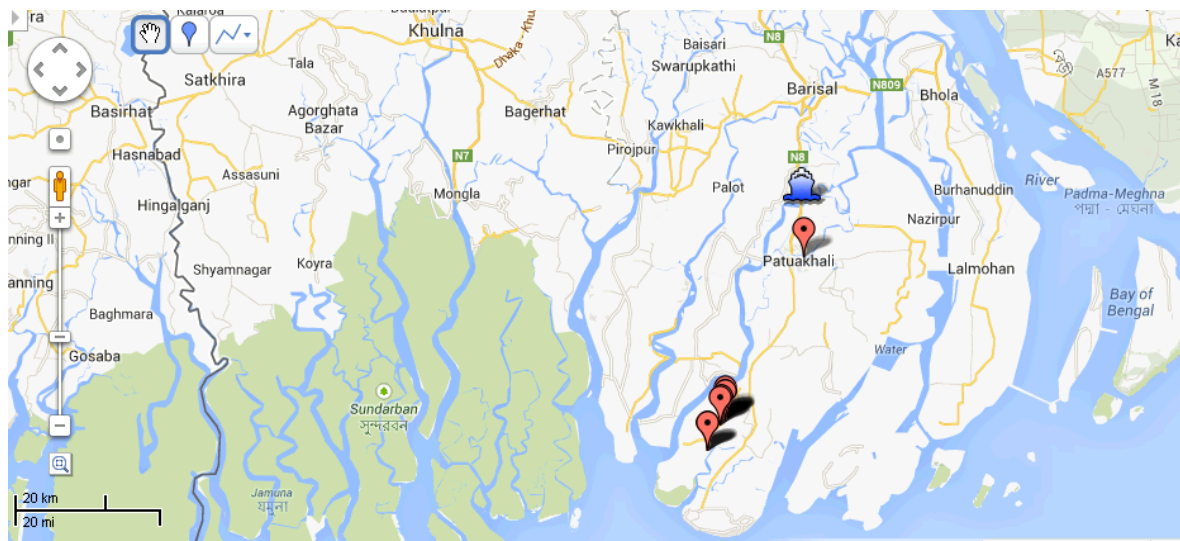 Satkhira
Tala
Khulna
Dhaka - Khu
N8
Baisari
Swarupkathi
Barisal
N809
Bhola
A577
M 18
Basirhat
Agorghata
Bazar
Bagerhat
Kawkhali
Hasnabad
N7
Pirojpur
N8
Assasuni
Mongla
Palot
Burhanuddin
River
Padma-Meghna
পদ্মা - মেঘনা
Hingalganj
Nazirpur
nning II
Shyamnagar
Koyra
Patuakhali
Lalmohan
anning
Baghmara
Bay of
Bengal
Gosaba
Water
Sundarban
সুন্দরবন
Jamuna
যমুনা
20 km
20 mi